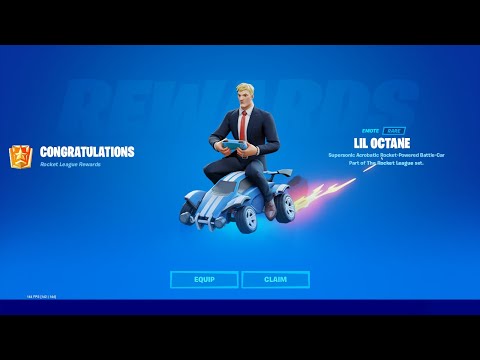 REWARDS
CONGRATULATIONS
Rocket League Rewards
EMOTE RARE
LIL OCTANE
Supersonic Acrobatic Rocket-Powered Battle-Car
Part of The Rocket League set.
EQUIP
CLAIM